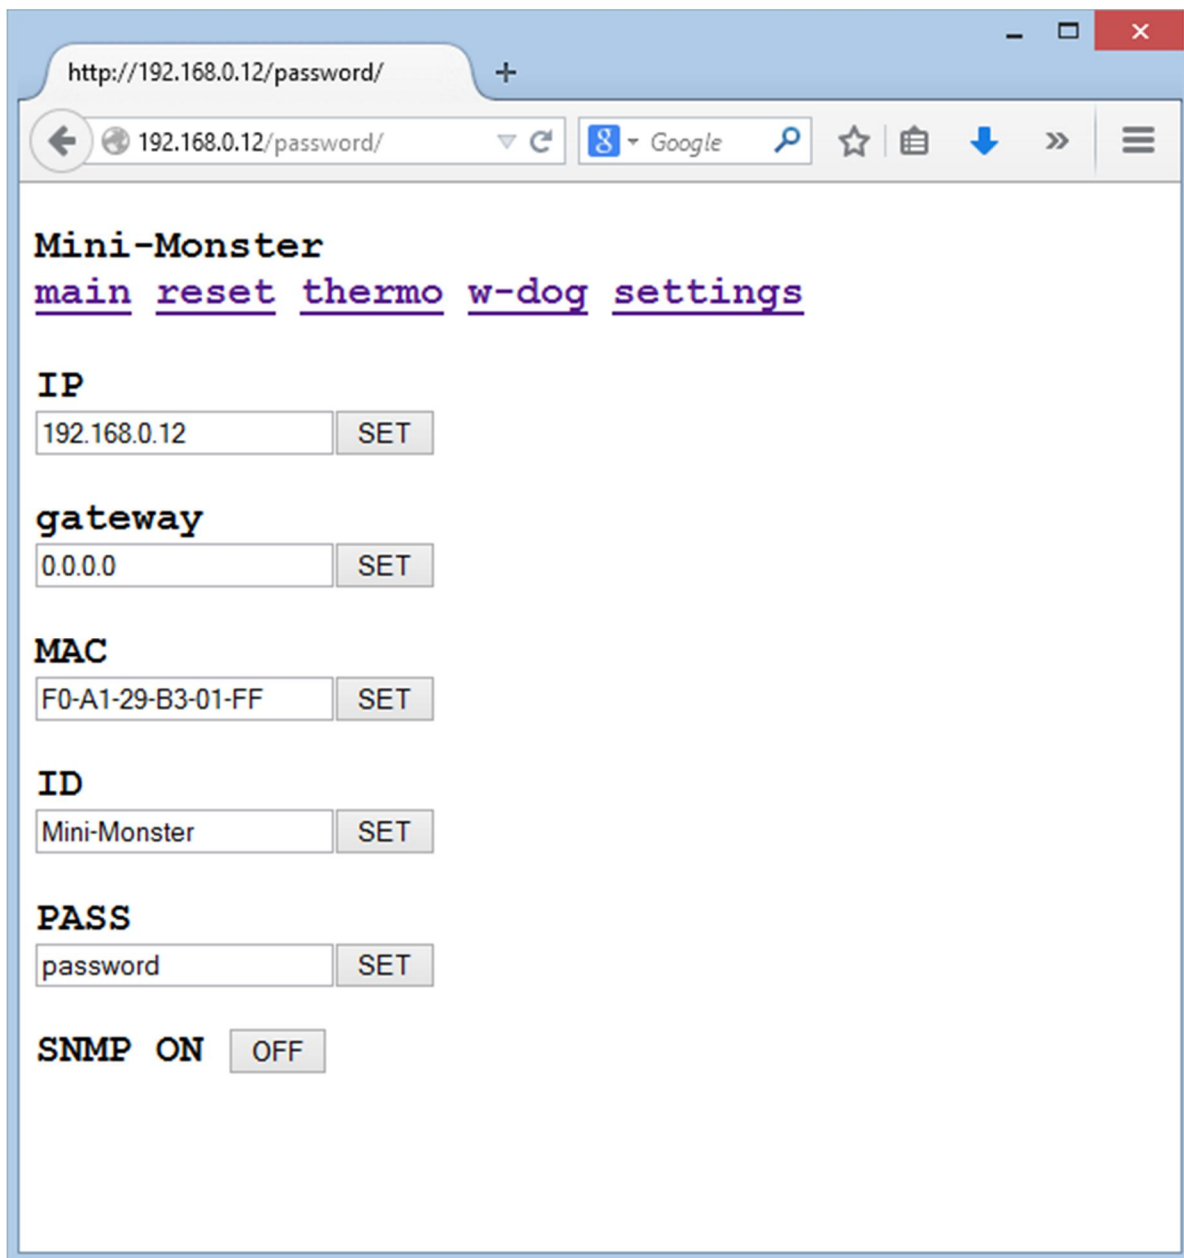 http://192.168.0.12/password/
192.168.0.12/password/ 8 Google
Mini-Monster
main reset thermo w-dog settings
IP
192.168.0.12 SET
gateway
0.0.0.0 SET
MAC
F0-A1-29-B3-01-FF SET
ID
Mini-Monster SET
PASS
password SET
SNMP ON OFF